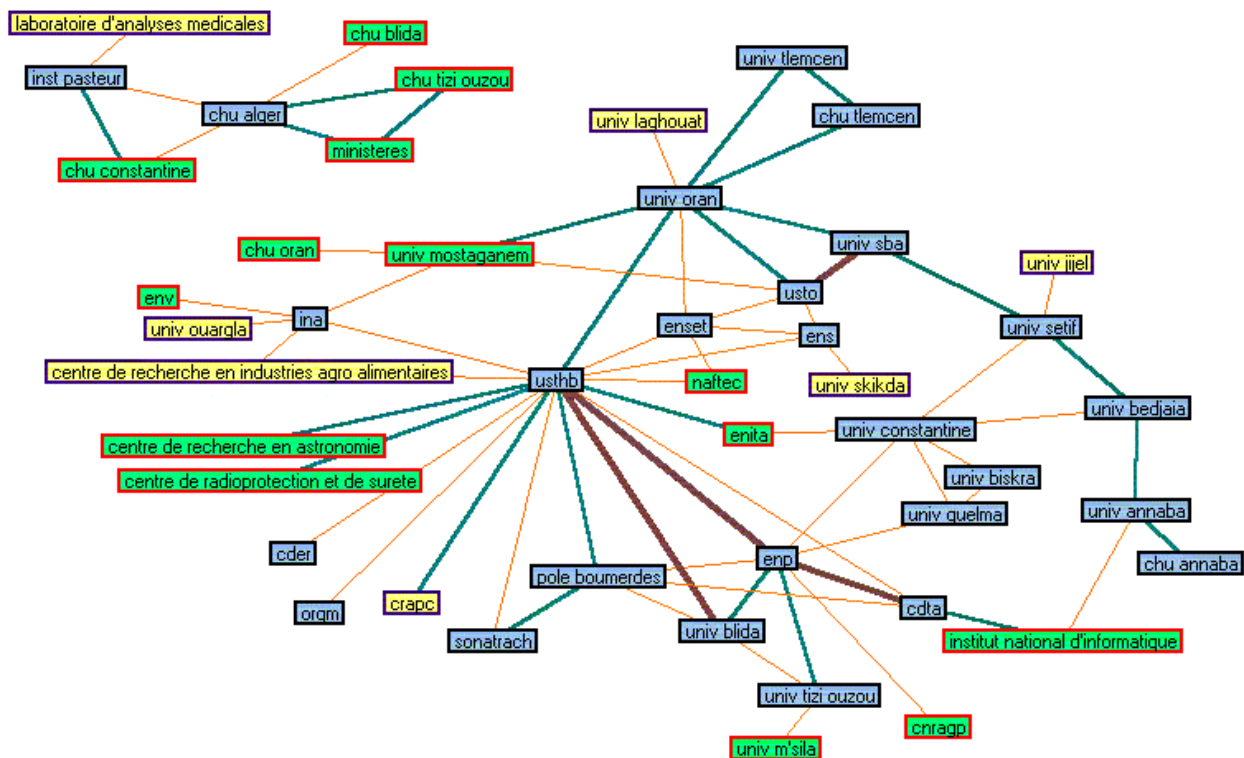 laboratoire d'analyses medicales
chu blida
univ tlemcen
inst pasteur
chu tizi ouzou
chu alger
chu tlemcen
univ laghouat
ministeres
chu constantine
univ oran
chu oran
univ mostaganem
univ sba
univ jijel
env
usto
univ ouargla
ina
enset
ens
univ setif
centre de recherche en industries agro alimentaires
usthb
naftec
univ skikda
univ bedjaia
centre de recherche en astronomie
enita
univ constantine
centre de radioprotection et de surete
univ biskra
univ guelma
univ annaba
cder
pole boumerdes
enp
chu annaba
orgm
crapc
cdta
sonatrach
univ blida
institut national d'informatique
univ tizi ouzou
cnragp
univ m'sila